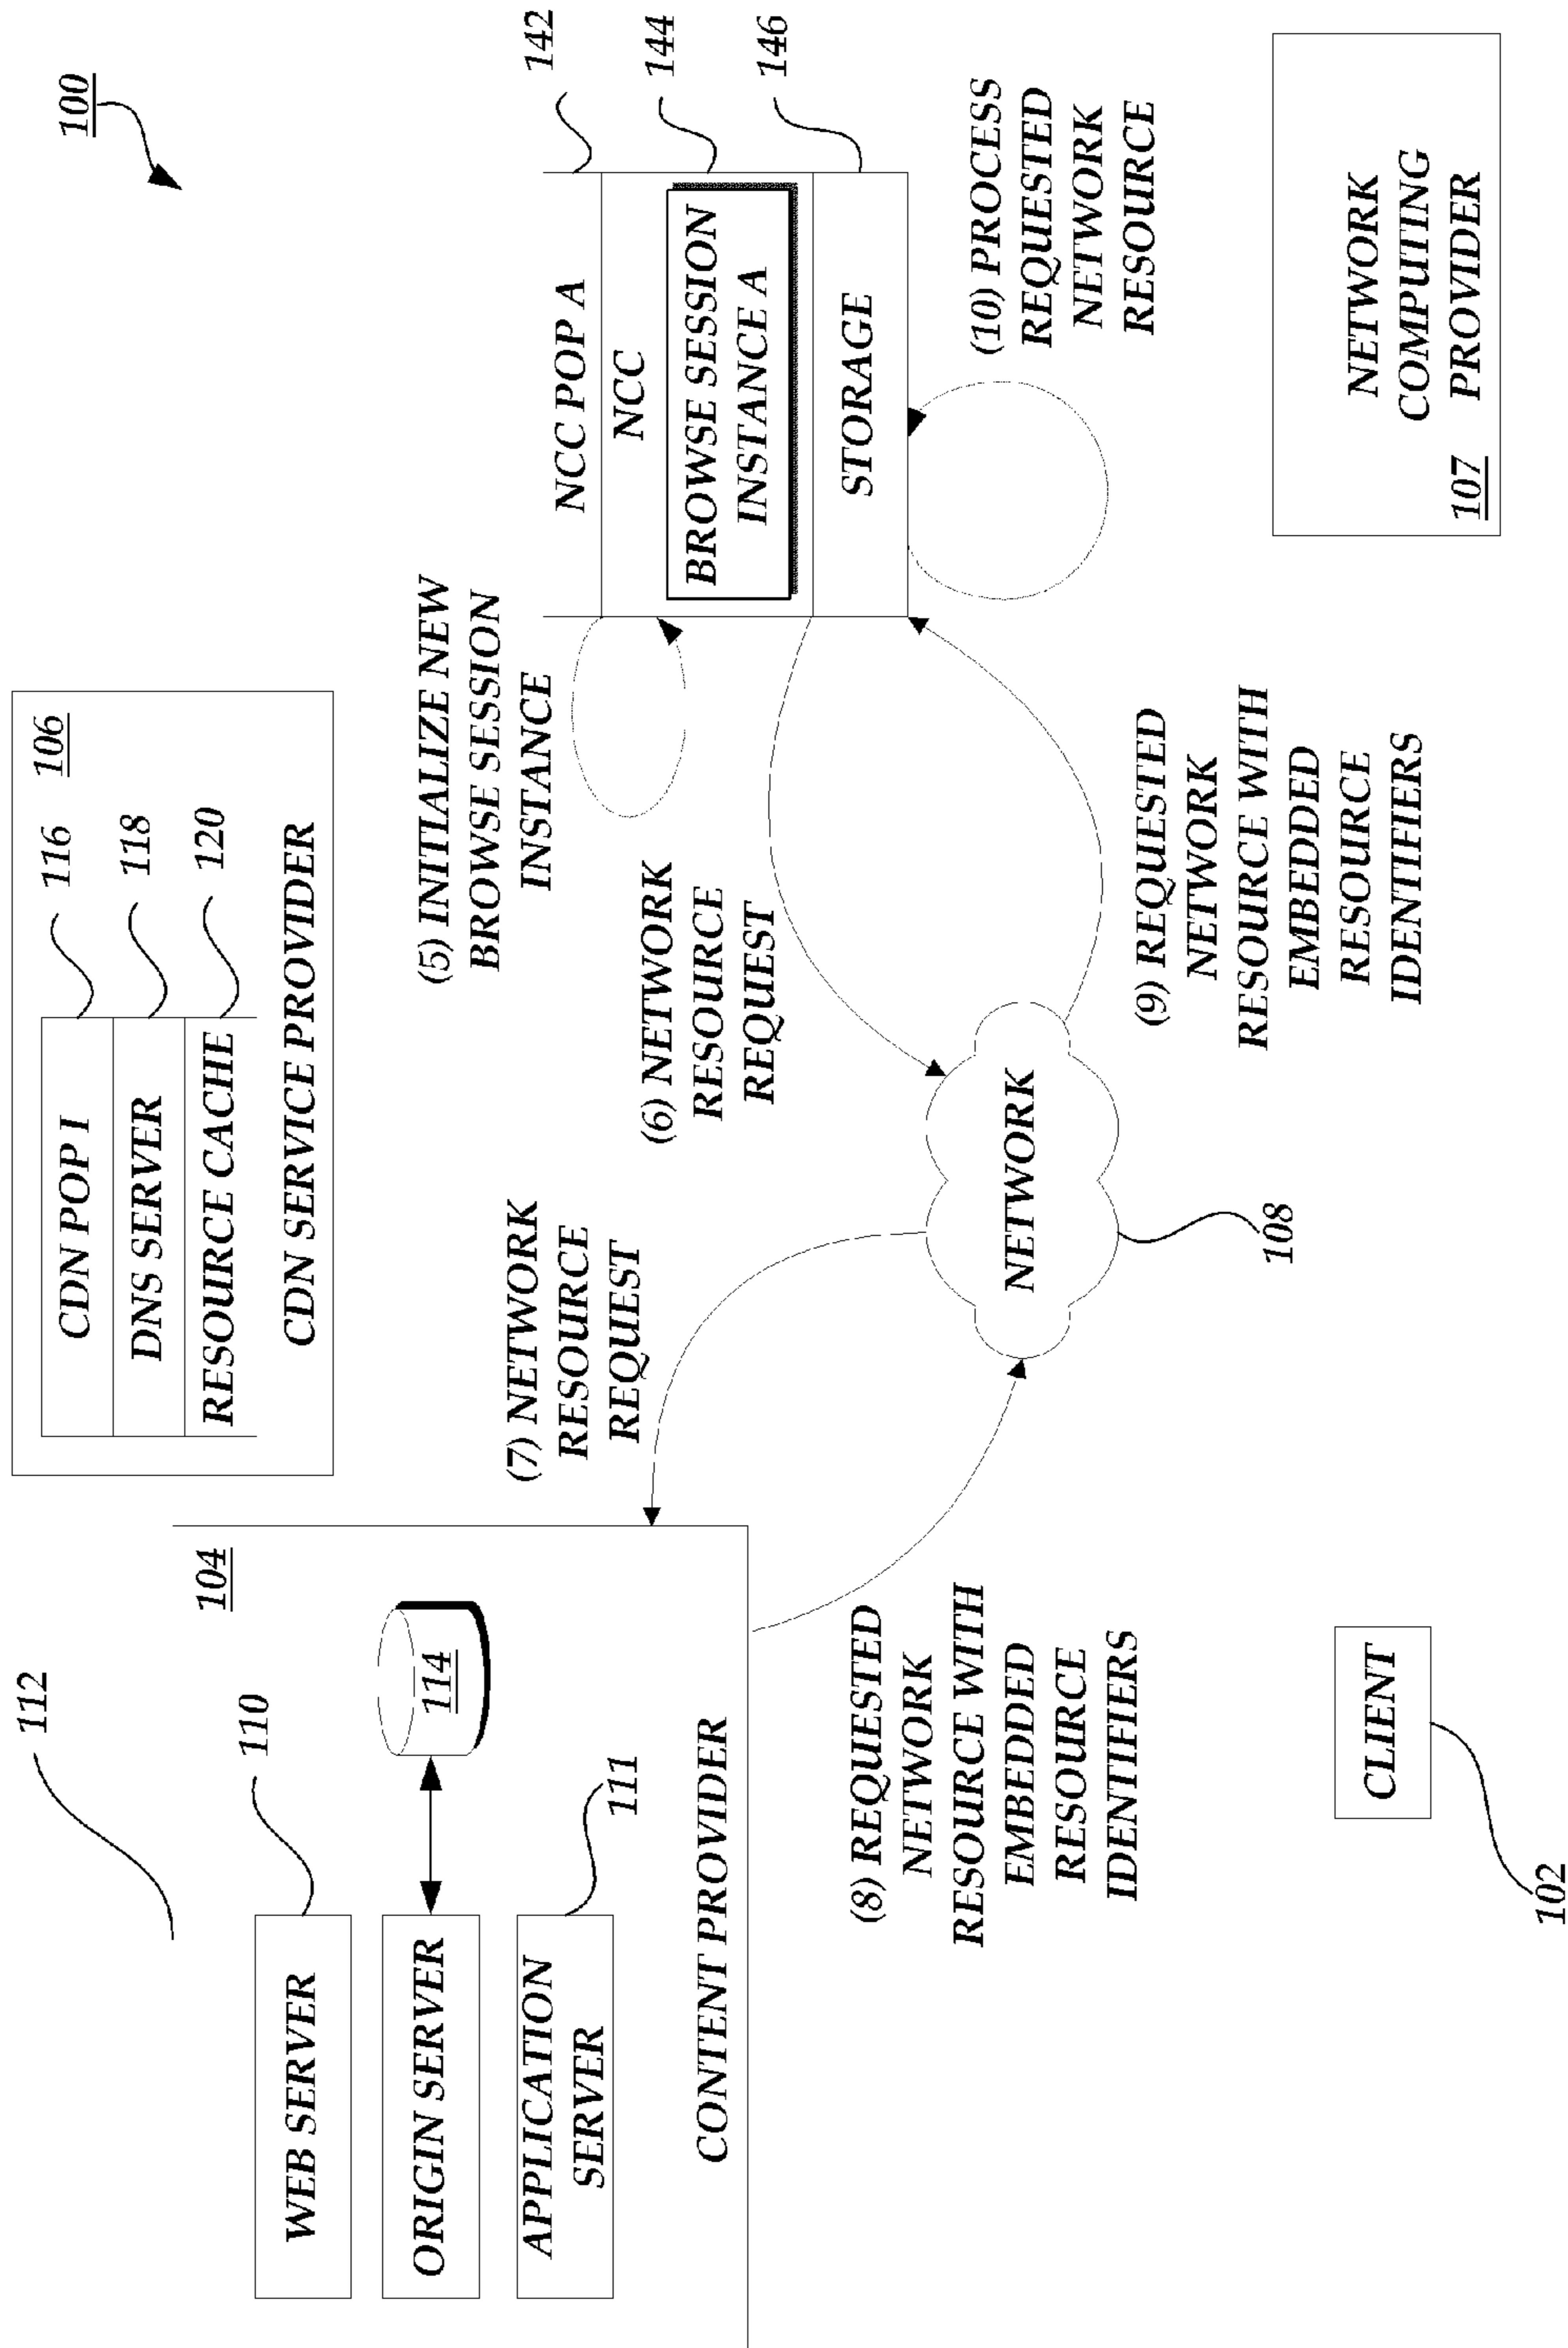 100
112
104
110
WEB SERVER
ORIGIN SERVER
114
APPLICATION
SERVER
111
CONTENT PROVIDER
106
CDN POP I
116
DNS SERVER
118
RESOURCE CACHE
120
CDN SERVICE PROVIDER
(5) INITIALIZE NEW
BROWSE SESSION
INSTANCE
NCC POP A
142
NCC
144
BROWSE SESSION
INSTANCE A
STORAGE
146
(6) NETWORK
RESOURCE
REQUEST
(7) NETWORK
RESOURCE
REQUEST
NETWORK
108
(8) REQUESTED
NETWORK
RESOURCE WITH
EMBEDDED
RESOURCE
IDENTIFIERS
(9) REQUESTED
NETWORK
RESOURCE WITH
EMBEDDED
RESOURCE
IDENTIFIERS
(10) PROCESS
REQUESTED
NETWORK
RESOURCE
CLIENT
102
NETWORK
COMPUTING
PROVIDER
107